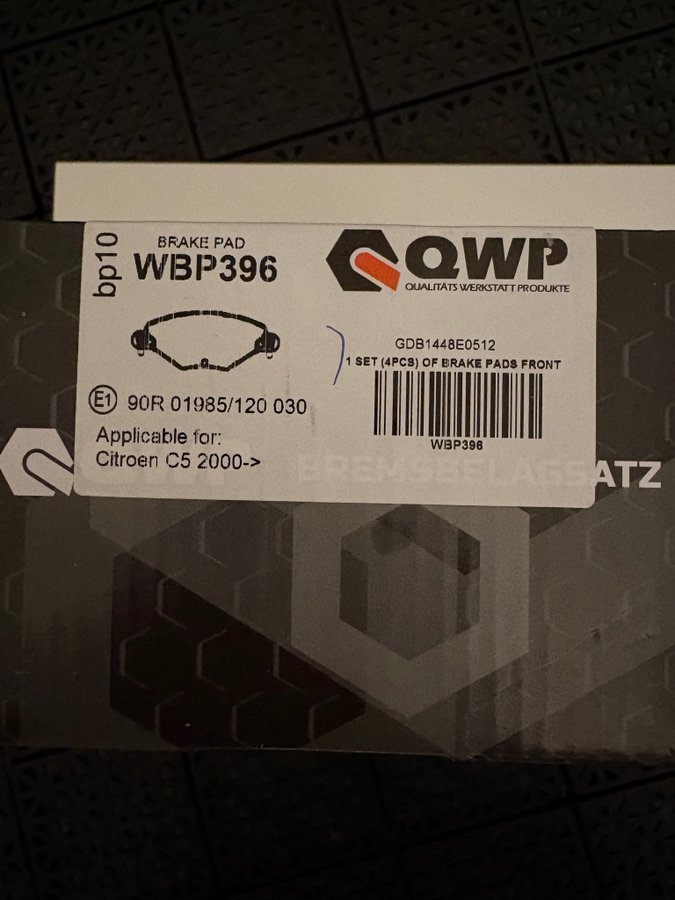 bp10
BRAKE PAD
WBP396
QWP
QUALITÄTS WERKSTATT PRODUKTE
GDB1448E0512
1 SET (4PCS) OF BRAKE PADS FRONT
WBP396
E1 90R 01985/120 030
Applicable for:
Citroen C5 2000->
QWP BREMSBELAGSATZ